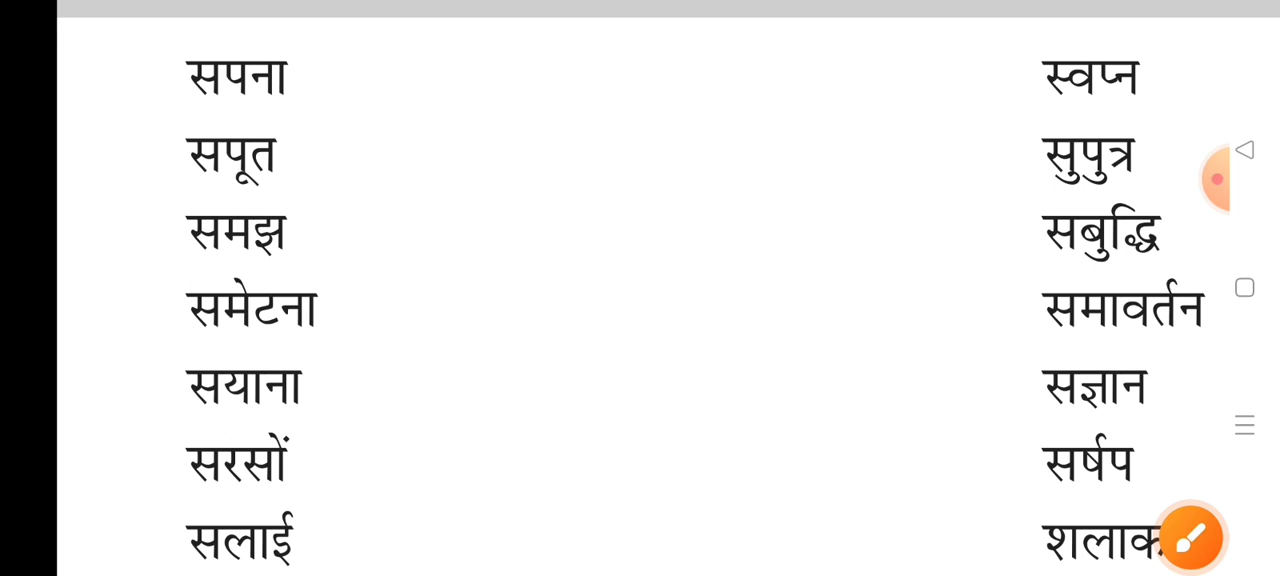 सपना स्वप्न
सपूत सुपुत्र
समझ सबुद्धि
समेटना समावर्तन
सयाना सज्ञान
सरसों सर्षप
सलाई